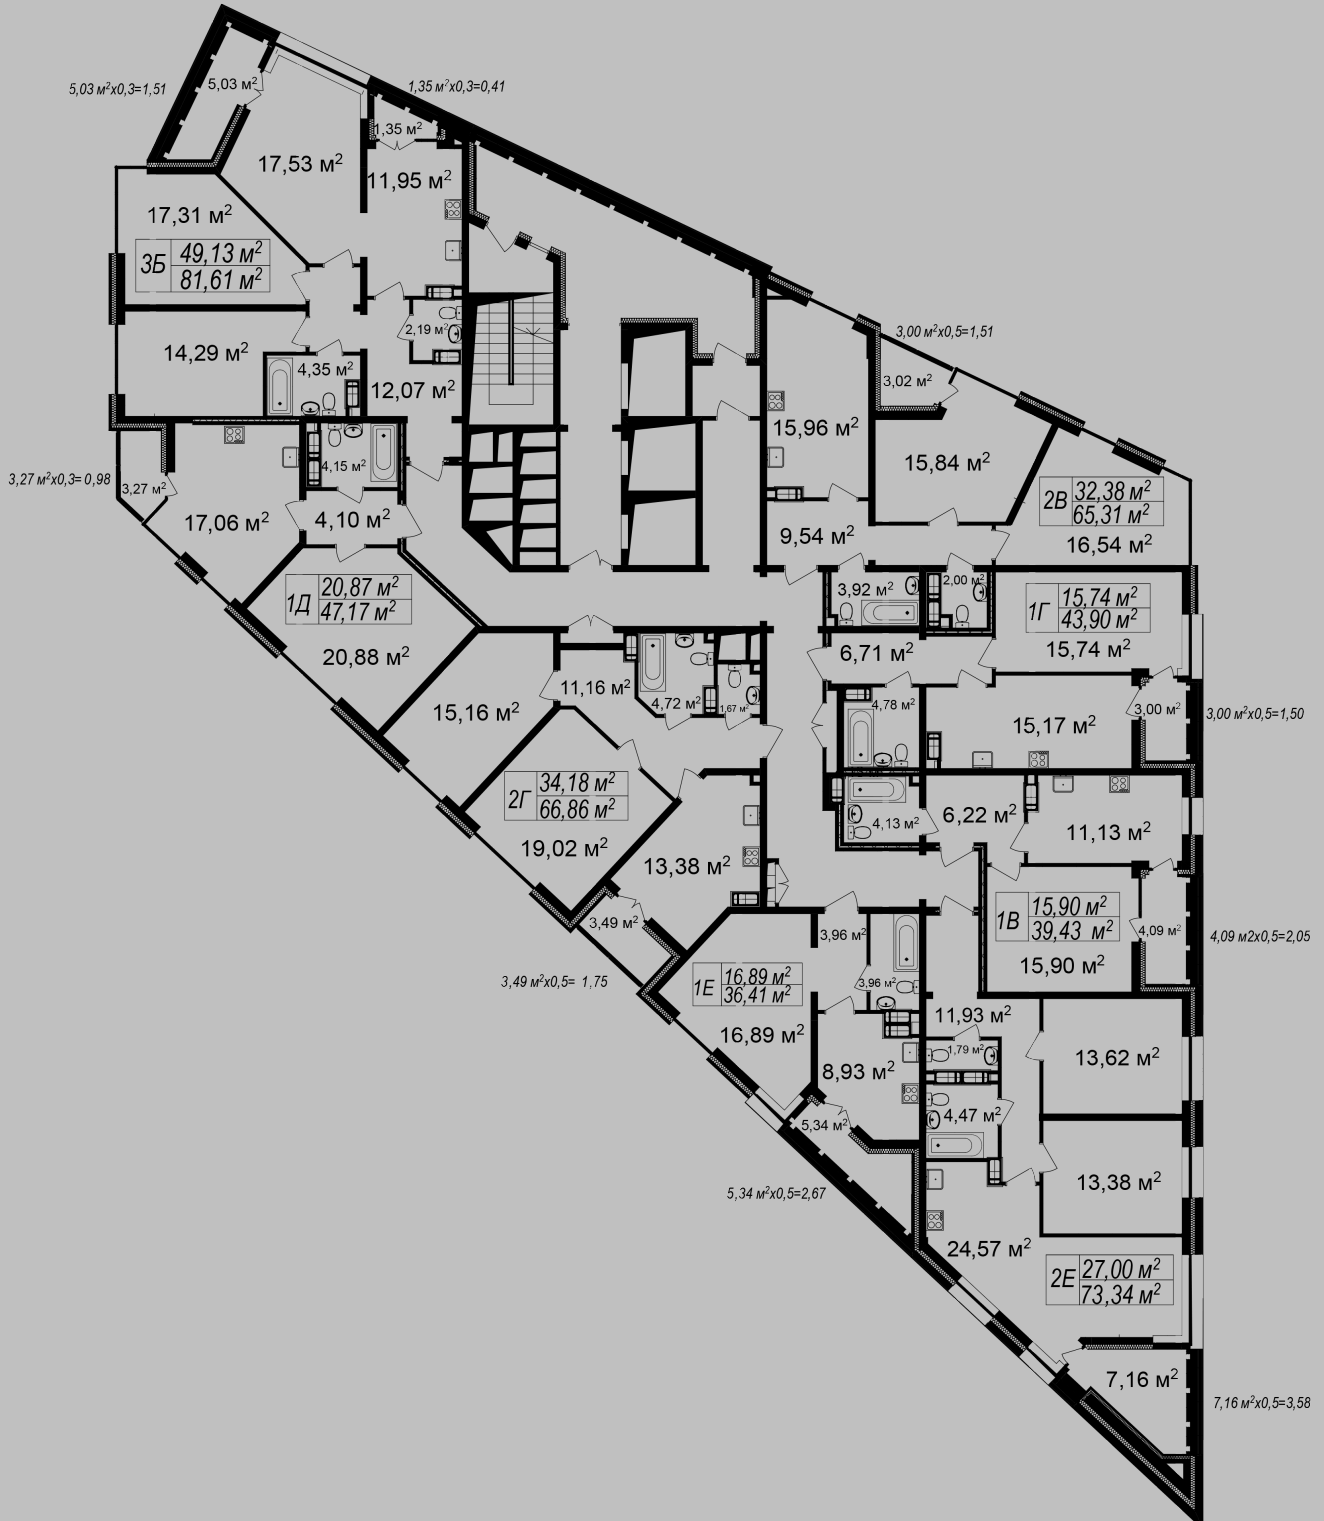 5,03 м²х0,3=1,51
5,03 м²
1,35 м²х0,3=0,41
1,35 м²
17,53 м²
11,95 м²
17,31 м²
3Б
49,13 м²
81,61 м²
2,19 м²
14,29 м²
4,35 м²
12,07 м²
3,00 м²х0,5=1,51
3,02 м²
15,96 м²
15,84 м²
4,15 м²
3,27 м²х0,3= 0,98
3,27 м²
17,06 м²
4,10 м²
2В
32,38 м²
65,31 м²
16,54 м²
9,54 м²
1Д
20,87 м²
47,17 м²
20,88 м²
3,92 м²
2,00 м²
1Г
15,74 м²
43,90 м²
15,74 м²
6,71 м²
11,16 м²
15,16 м²
4,72 м²
1,67 м²
4,78 м²
15,17 м²
3,00 м²
3,00 м²х0,5=1,50
2Г
34,18 м²
66,86 м²
19,02 м²
4,13 м²
6,22 м²
11,13 м²
13,38 м²
3,49 м²
3,49 м²х0,5= 1,75
3,96 м²
1В
15,90 м²
39,43 м²
15,90 м²
4,09 м²
4,09 м2х0,5=2,05
1Е
16,89 м²
36,41 м²
16,89 м²
3,96 м²
11,93 м²
1,79 м²
13,62 м²
8,93 м²
4,47 м²
5,34 м²
5,34 м²х0,5=2,67
13,38 м²
24,57 м²
2Е
27,00 м²
73,34 м²
7,16 м²
7,16 м²х0,5=3,58